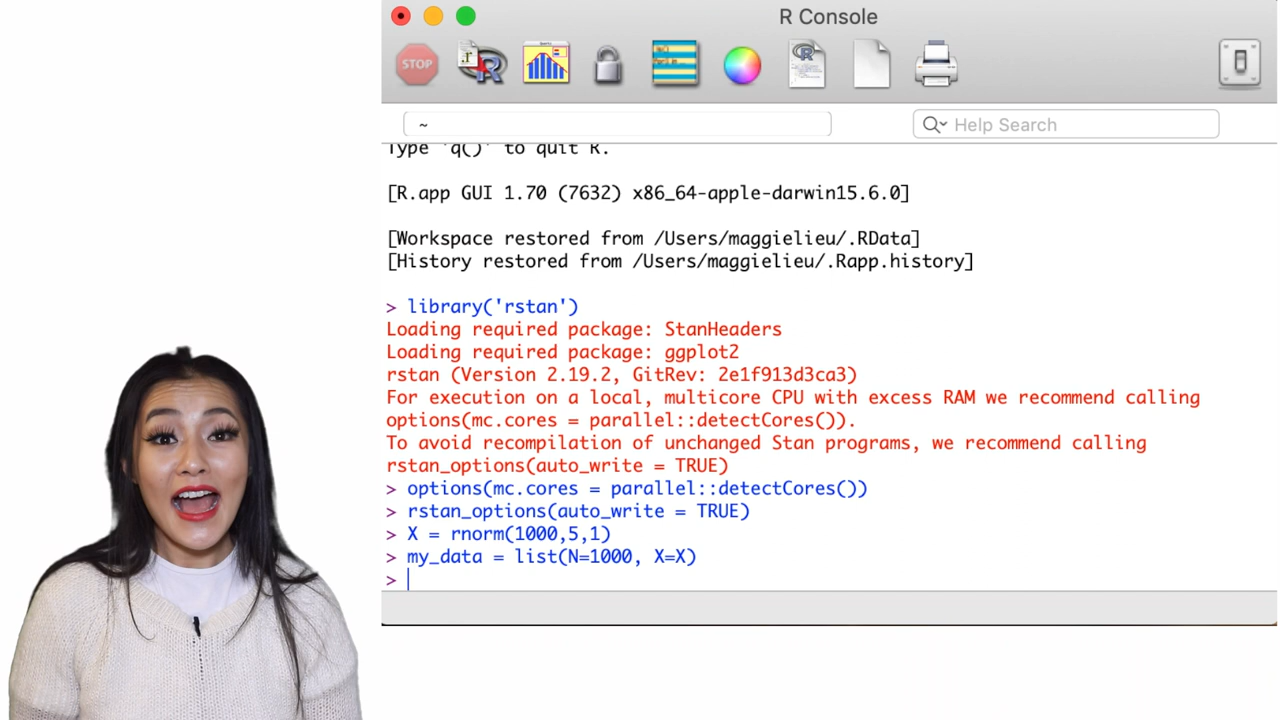 R Console
STOP
~
Help Search
Type 'q()' to quit R.
[R.app GUI 1.70 (7632) x86_64-apple-darwin15.6.0]
[Workspace restored from /Users/maggielieu/.RData]
[History restored from /Users/maggielieu/.Rapp.history]
> library('rstan')
Loading required package: StanHeaders
Loading required package: ggplot2
rstan (Version 2.19.2, GitRev: 2e1f913d3ca3)
For execution on a local, multicore CPU with excess RAM we recommend calling
options(mc.cores = parallel::detectCores()).
To avoid recompilation of unchanged Stan programs, we recommend calling
rstan_options(auto_write = TRUE)
> options(mc.cores = parallel::detectCores())
> rstan_options(auto_write = TRUE)
> X = rnorm(1000,5,1)
> my_data = list(N=1000, X=X)
>